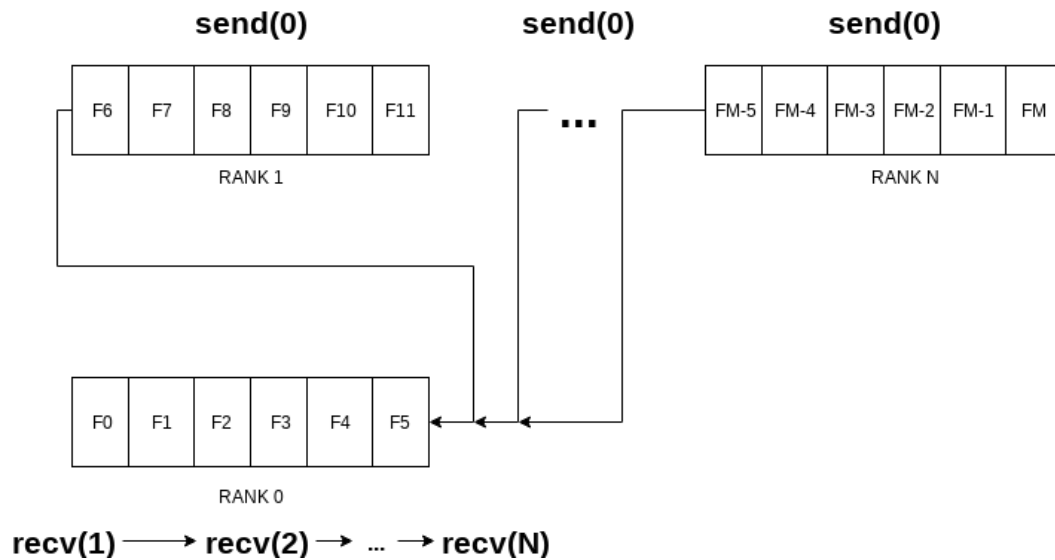 send(0) send(0) send(0)
F6 F7 F8 F9 F10 F11 ... FM-5 FM-4 FM-3 FM-2 FM-1 FM
RANK 1 RANK N
F0 F1 F2 F3 F4 F5
RANK 0
recv(1) recv(2) ... recv(N)